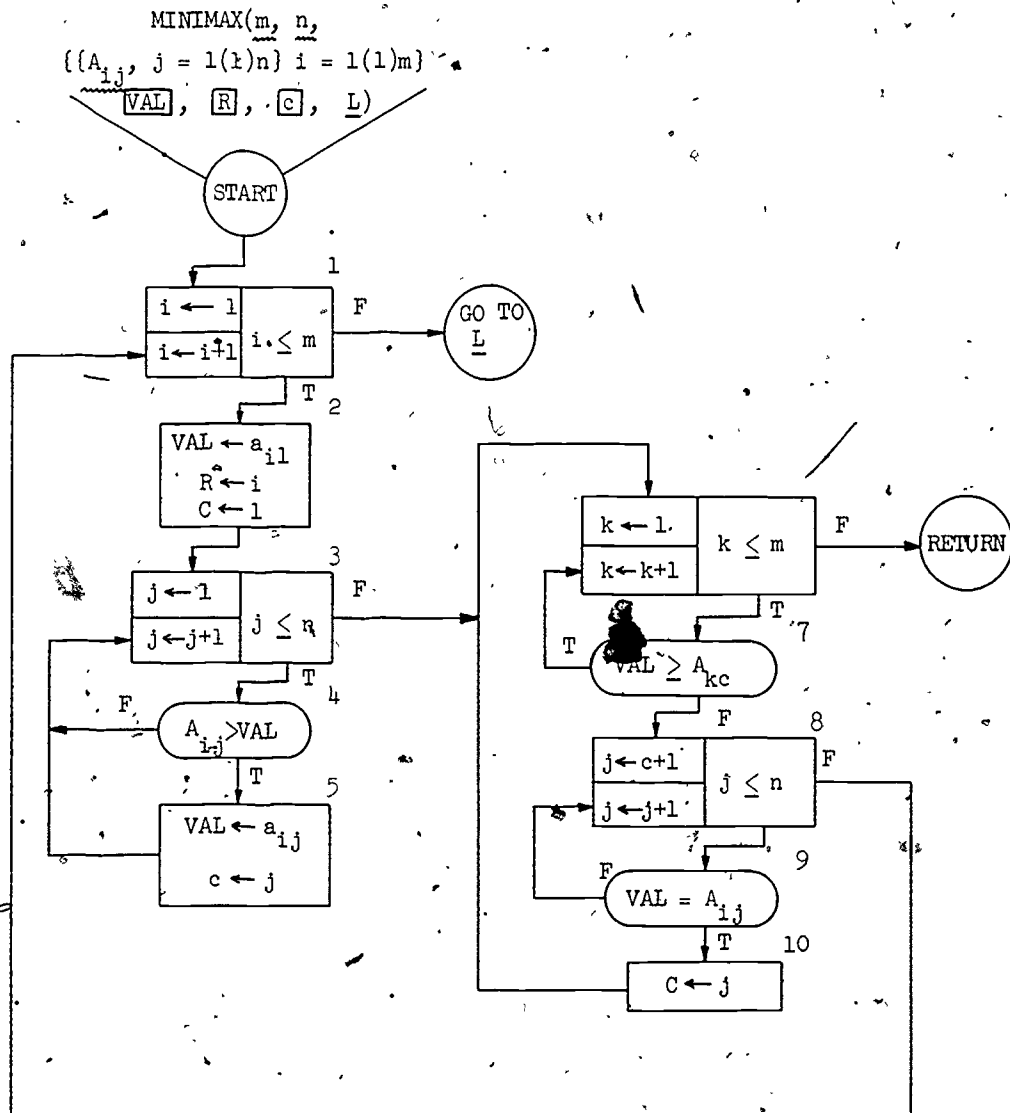 MINIMAX(m, n,
{{A_ij, j = 1(1)n} i = 1(1)m}
VAL, R, c, L)
START
1
i ← 1
i←i+1
i ≤ m
F
GO TO
L
T
2
VAL ← a_i1
R ← i
C ← 1
3
j ← 1
j←j+1
j ≤ n
F
T
4
F
A_ij>VAL
T
5
VAL ← a_ij
c ← j
k ← 1
k←k+1
k ≤ m
F
RETURN
T
7
T
VAL ≥ A_kc
F
8
j←c+1
j←j+1
j ≤ n
F
9
F
VAL = A_ij
T
10
C ← j